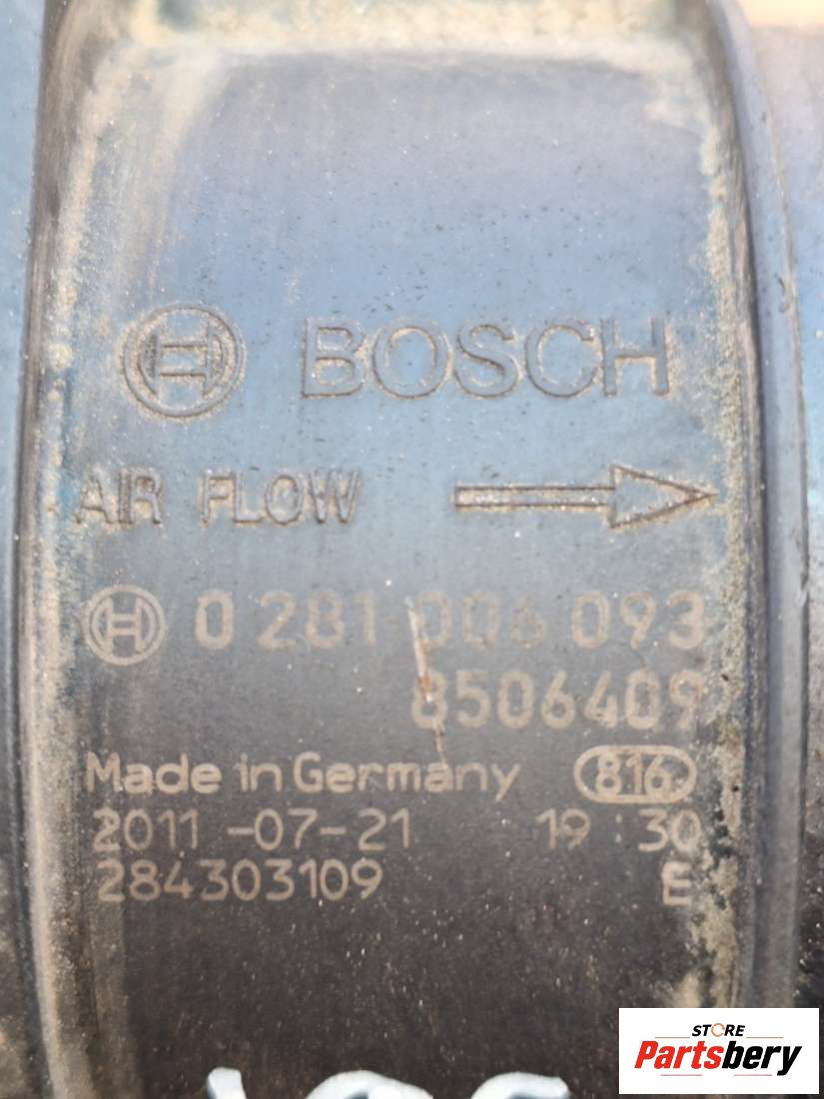 BOSCH
AIR FLOW
0 281 006 093
8506409
Made in Germany 816
2011-07-21 19:30
284303109 E
STORE
Partsbery